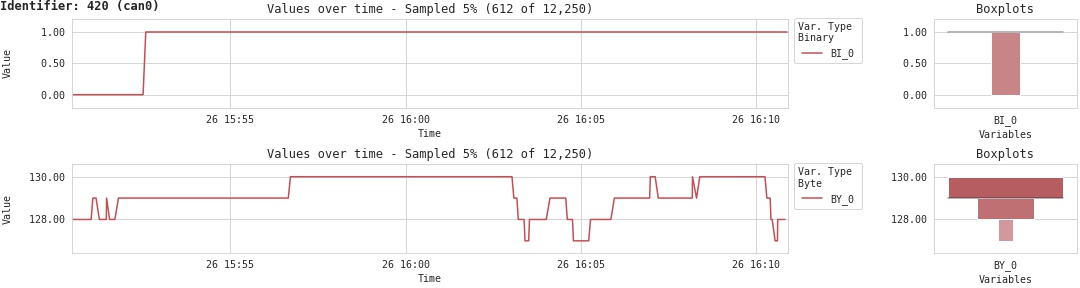 Identifier: 420 (can0)
Values over time - Sampled 5% (612 of 12,250)
Boxplots
Value
1.00
0.50
0.00
26 15:55
26 16:00
26 16:05
26 16:10
Time
Var. Type
Binary
BI_0
1.00
0.50
0.00
BI_0
Variables
Values over time - Sampled 5% (612 of 12,250)
Boxplots
Value
130.00
128.00
26 15:55
26 16:00
26 16:05
26 16:10
Time
Var. Type
Byte
BY_0
130.00
128.00
BY_0
Variables